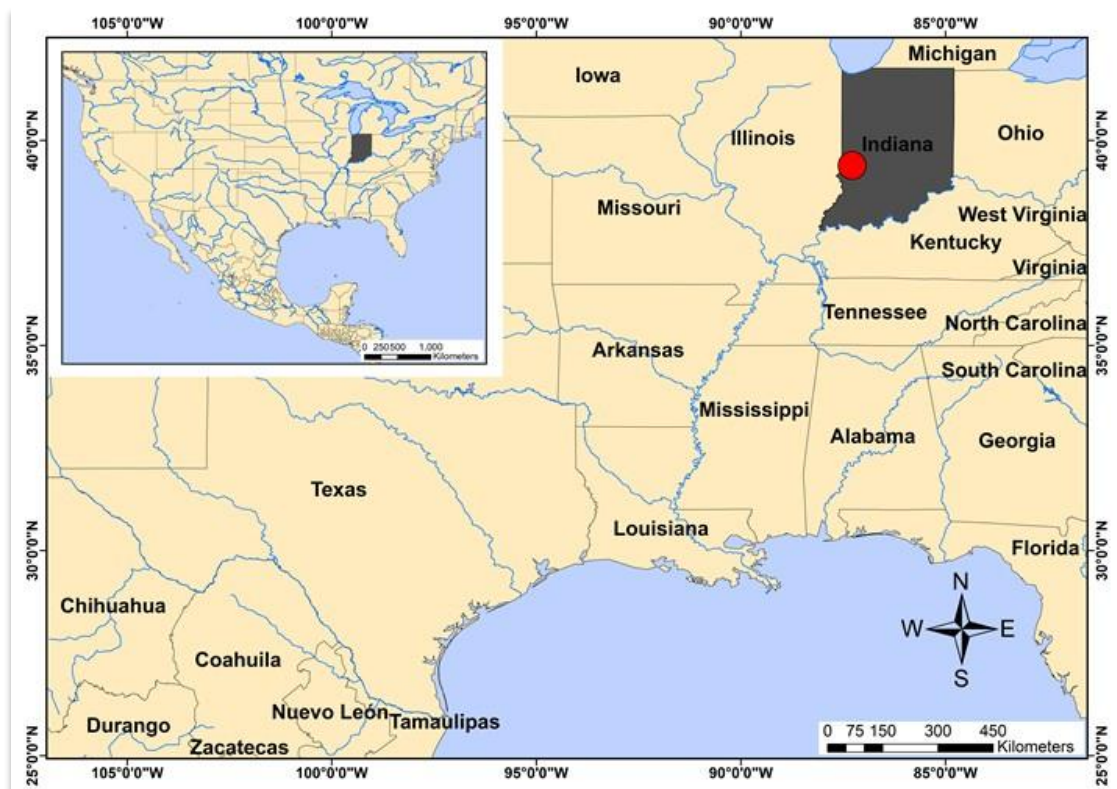 105°0'0"W 100°0'0"W 95°0'0"W 90°0'0"W 85°0'0"W
Michigan
Iowa
Illinois
Indiana
Ohio
40°0'0"N
40°0'0"N
0 250500 1.000
Kilometers
Missouri
West Virginia
Kentucky
Virginia
Tennessee
North Carolina
35°0'0"N
35°0'0"N
Arkansas
South Carolina
Mississippi
Alabama
Georgia
Texas
Louisiana
Florida
30°0'0"N
30°0'0"N
Chihuahua
N
W E
S
Coahuila
Nuevo León
Tamaulipas
Durango
Zacatecas
0 75 150 300 450
Kilometers
25°0'0"N
25°0'0"N
105°0'0"W 100°0'0"W 95°0'0"W 90°0'0"W 85°0'0"W